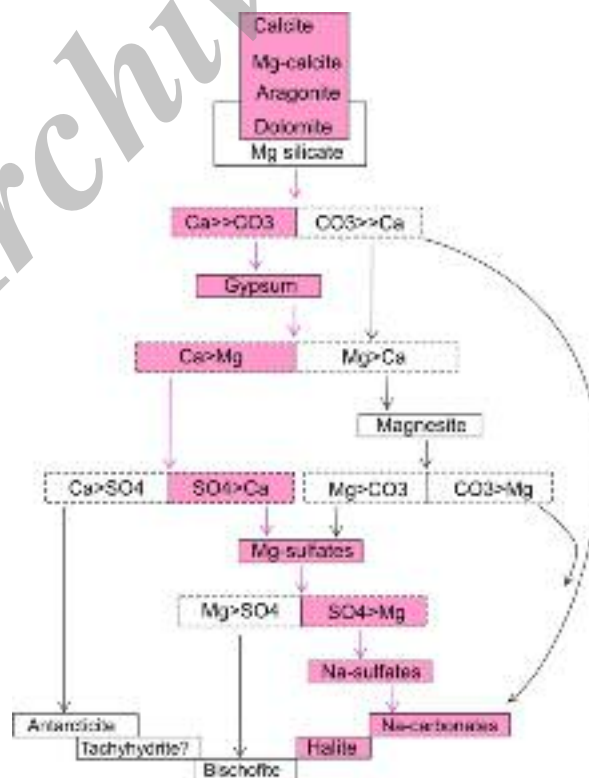 Archive
Calcite
Mg-calcite
Aragonite
Dolomite
Mg silicate
Ca>>CO3 CO3>>Ca
Gypsum
Ca>Mg Mg>Ca
Magnesite
Ca>SO4 SO4>Ca Mg>CO3 CO3>Mg
Mg-sulfates
Mg>SO4 SO4>Mg
Na-sulfates
Antarcticite Na-carbonates
Tachyhydrite? Halite
Bischofite